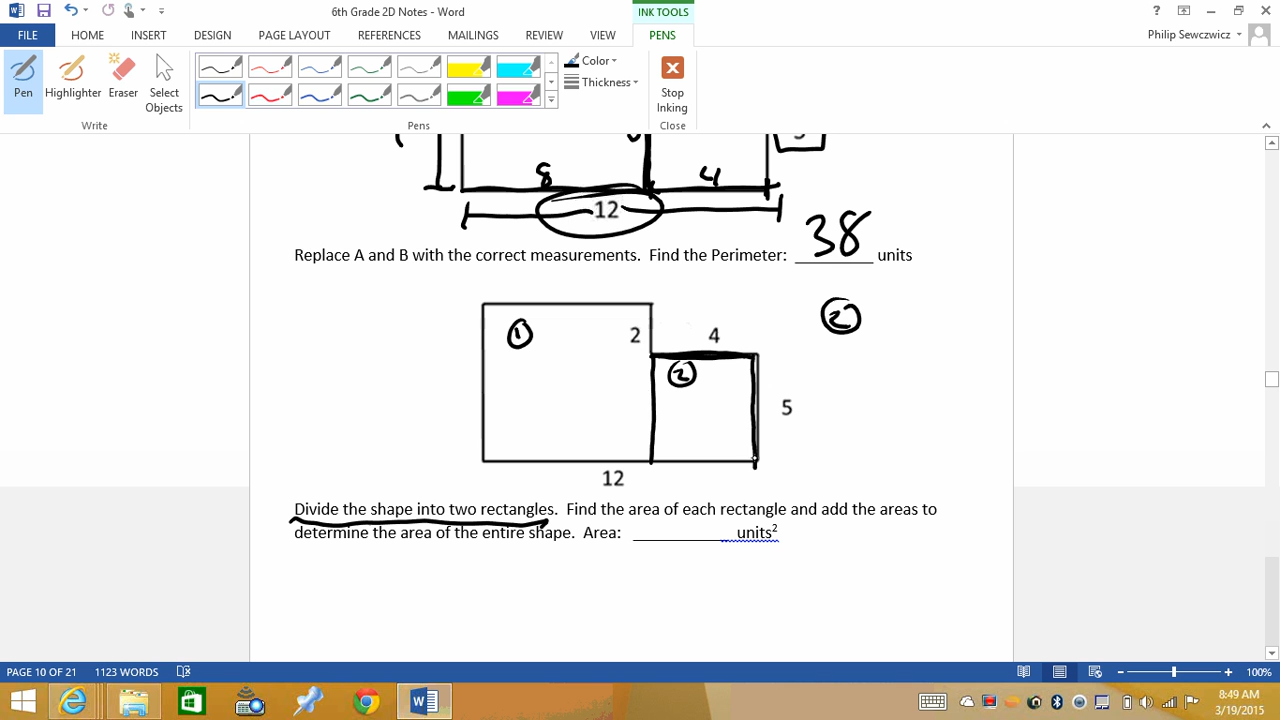 6th Grade 2D Notes - Word
INK TOOLS
?
FILE
HOME
INSERT
DESIGN
PAGE LAYOUT
REFERENCES
MAILINGS
REVIEW
VIEW
PENS
Philip Sewczwicz
Pen
Highlighter
Eraser
Select Objects
Color
Thickness
Stop Inking
Write
Pens
Close
8
4
12
38
Replace A and B with the correct measurements. Find the Perimeter: ________ units
1
2
4
2
2
5
12
Divide the shape into two rectangles. Find the area of each rectangle and add the areas to
determine the area of the entire shape. Area: __________ units²
PAGE 10 OF 21
1123 WORDS
100%
8:49 AM
3/19/2015